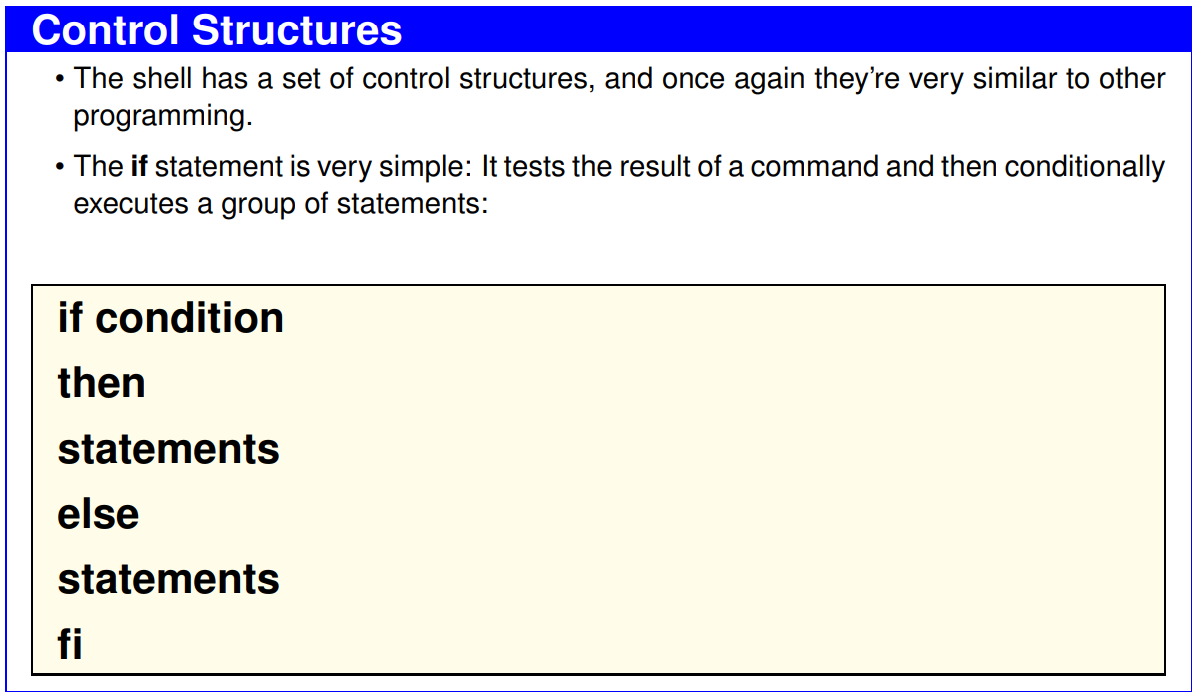 Control Structures
• The shell has a set of control structures, and once again they're very similar to other
programming.
• The if statement is very simple: It tests the result of a command and then conditionally
executes a group of statements:
if condition
then
statements
else
statements
fi